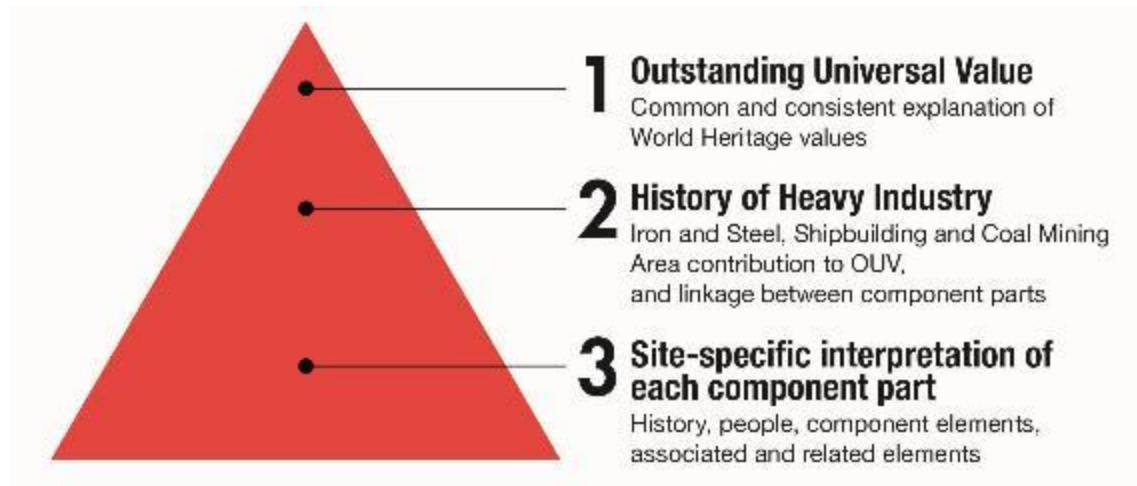 1 Outstanding Universal Value
Common and consistent explanation of
World Heritage values
2 History of Heavy Industry
Iron and Steel, Shipbuilding and Coal Mining
Area contribution to OUV,
and linkage between component parts
3 Site-specific interpretation of
each component part
History, people, component elements,
associated and related elements